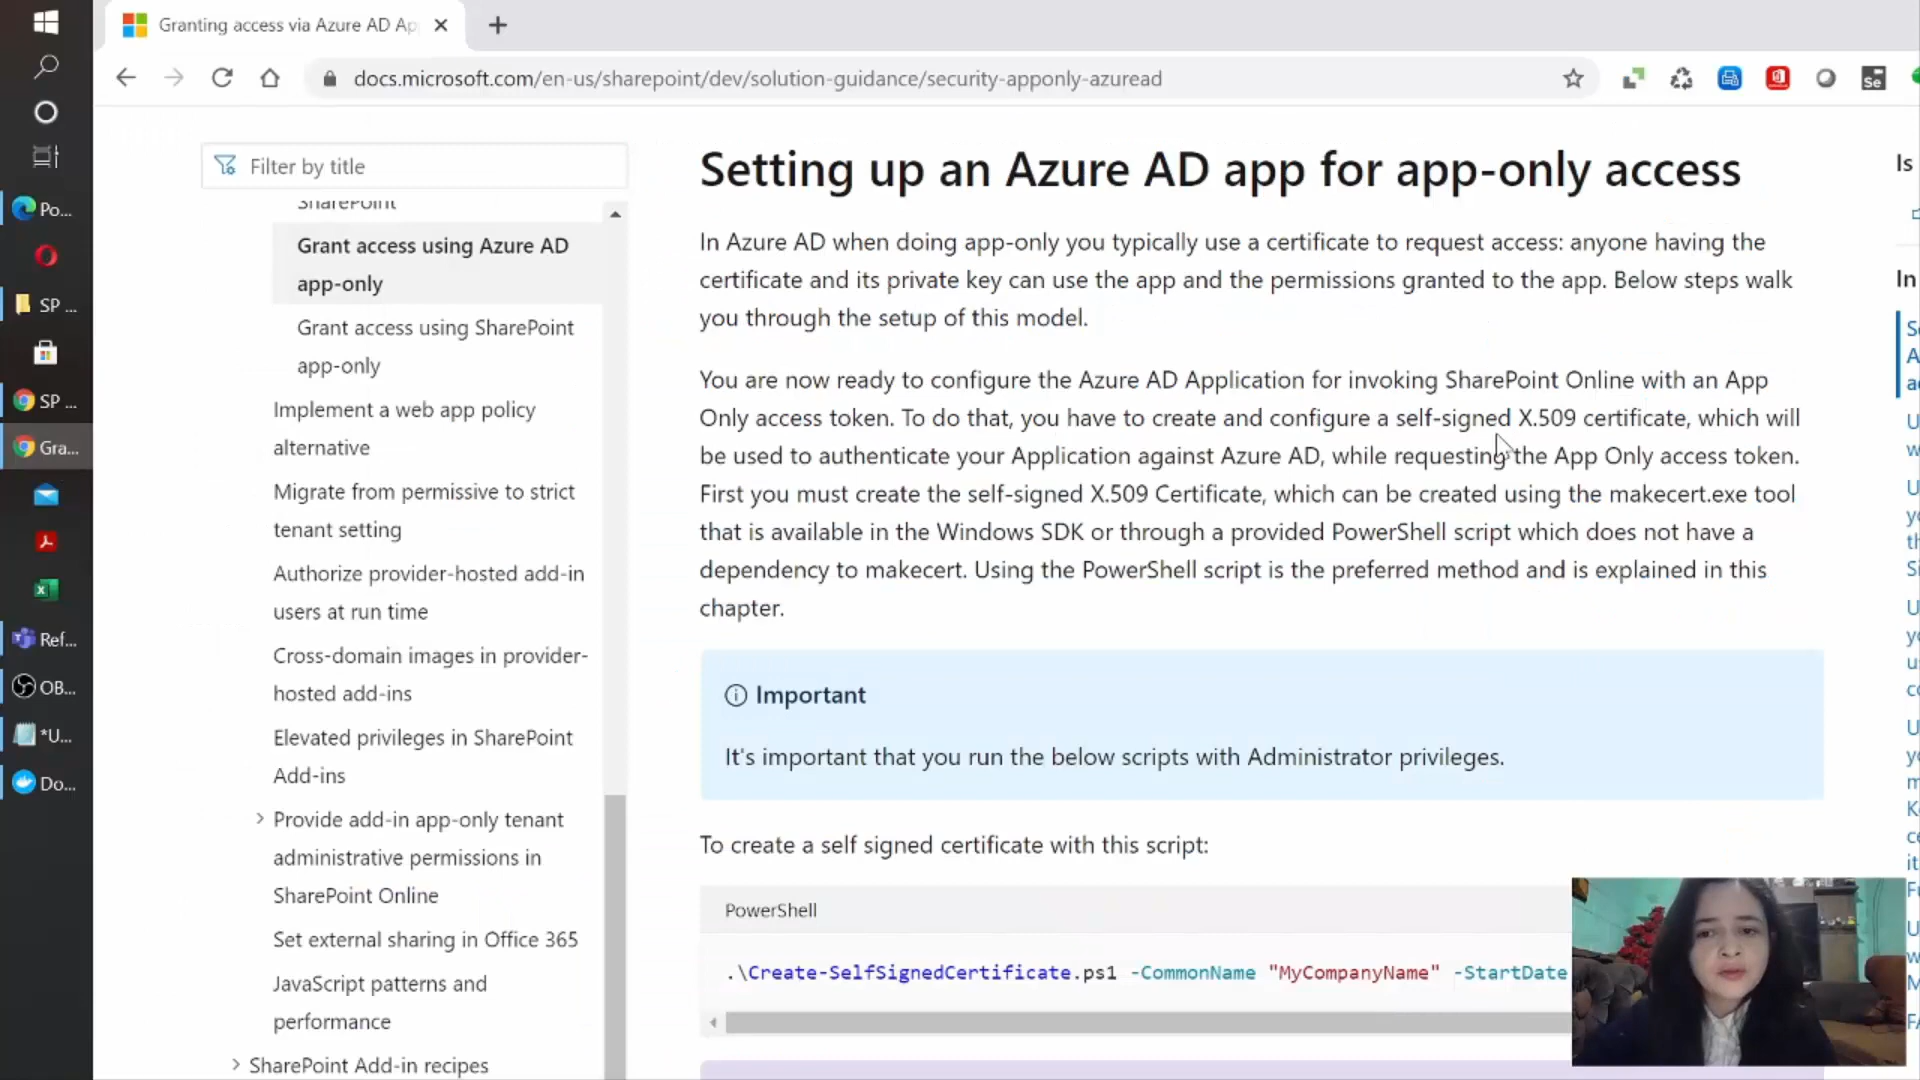 Granting access via Azure AD Ap
docs.microsoft.com/en-us/sharepoint/dev/solution-guidance/security-apponly-azuread
Se
Po...
SP ...
SP ...
Gra...
Ref...
OB...
*U...
Do...
Filter by title
SharePoint
Grant access using Azure AD
app-only
Grant access using SharePoint
app-only
Implement a web app policy
alternative
Migrate from permissive to strict
tenant setting
Authorize provider-hosted add-in
users at run time
Cross-domain images in provider-
hosted add-ins
Elevated privileges in SharePoint
Add-ins
Provide add-in app-only tenant
administrative permissions in
SharePoint Online
Set external sharing in Office 365
JavaScript patterns and
performance
SharePoint Add-in recipes
Setting up an Azure AD app for app-only access
In Azure AD when doing app-only you typically use a certificate to request access: anyone having the
certificate and its private key can use the app and the permissions granted to the app. Below steps walk
you through the setup of this model.
You are now ready to configure the Azure AD Application for invoking SharePoint Online with an App
Only access token. To do that, you have to create and configure a self-signed X.509 certificate, which will
be used to authenticate your Application against Azure AD, while requesting the App Only access token.
First you must create the self-signed X.509 Certificate, which can be created using the makecert.exe tool
that is available in the Windows SDK or through a provided PowerShell script which does not have a
dependency to makecert. Using the PowerShell script is the preferred method and is explained in this
chapter.
Important
It's important that you run the below scripts with Administrator privileges.
To create a self signed certificate with this script:
PowerShell
.\Create-SelfSignedCertificate.ps1 -CommonName "MyCompanyName" -StartDate
Is
In